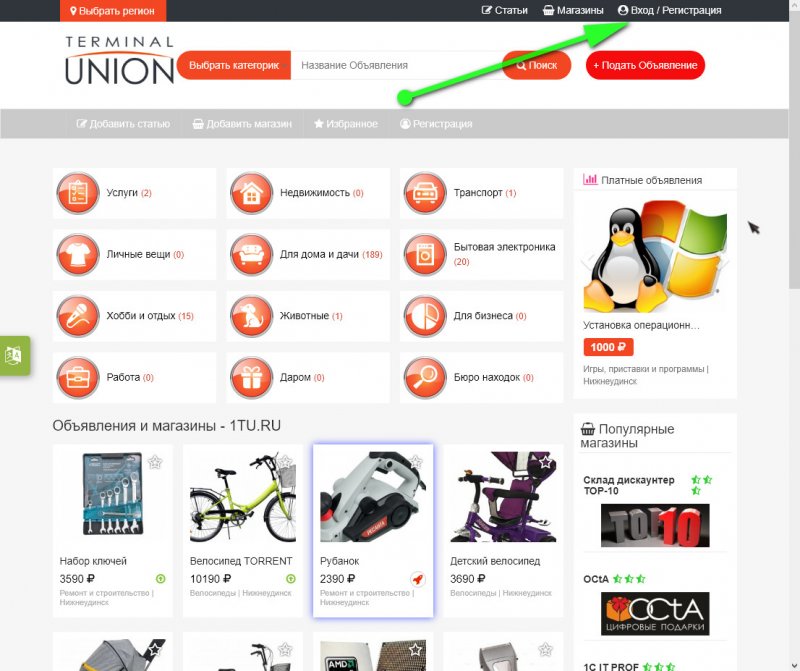 Выбрать регион
Статьи
Магазины
Вход / Регистрация
TERMINAL
UNION
Выбрать категорик
Название Объявления
Поиск
+ Подать Объявление
Добавить статью
Добавить магазин
Избранное
Регистрация
Услуги (2)
Недвижимость (0)
Транспорт (1)
Личные вещи (0)
Для дома и дачи (189)
Бытовая электроника
(20)
Хобби и отдых (15)
Животные (1)
Для бизнеса (0)
Работа (0)
Даром (0)
Бюро находок (0)
Платные объявления
Установка операционн...
1000 ₽
Игры, приставки и программы |
Нижнеудинск
Объявления и магазины - 1TU.RU
Набор ключей
3590 ₽
Ремонт и строительство |
Нижнеудинск
Велосипед TORRENT
10190 ₽
Велосипеды | Нижнеудинск
РЕСАНТА
Рубанок
2390 ₽
Ремонт и строительство |
Нижнеудинск
Детский велосипед
3690 ₽
Велосипеды | Нижнеудинск
Популярные
магазины
Склад дискаунтер
TOP-10
TOP 10
OCtA
OCtA
ЦИФРОВЫЕ ПОДАРКИ
1C IT PROF
AMD